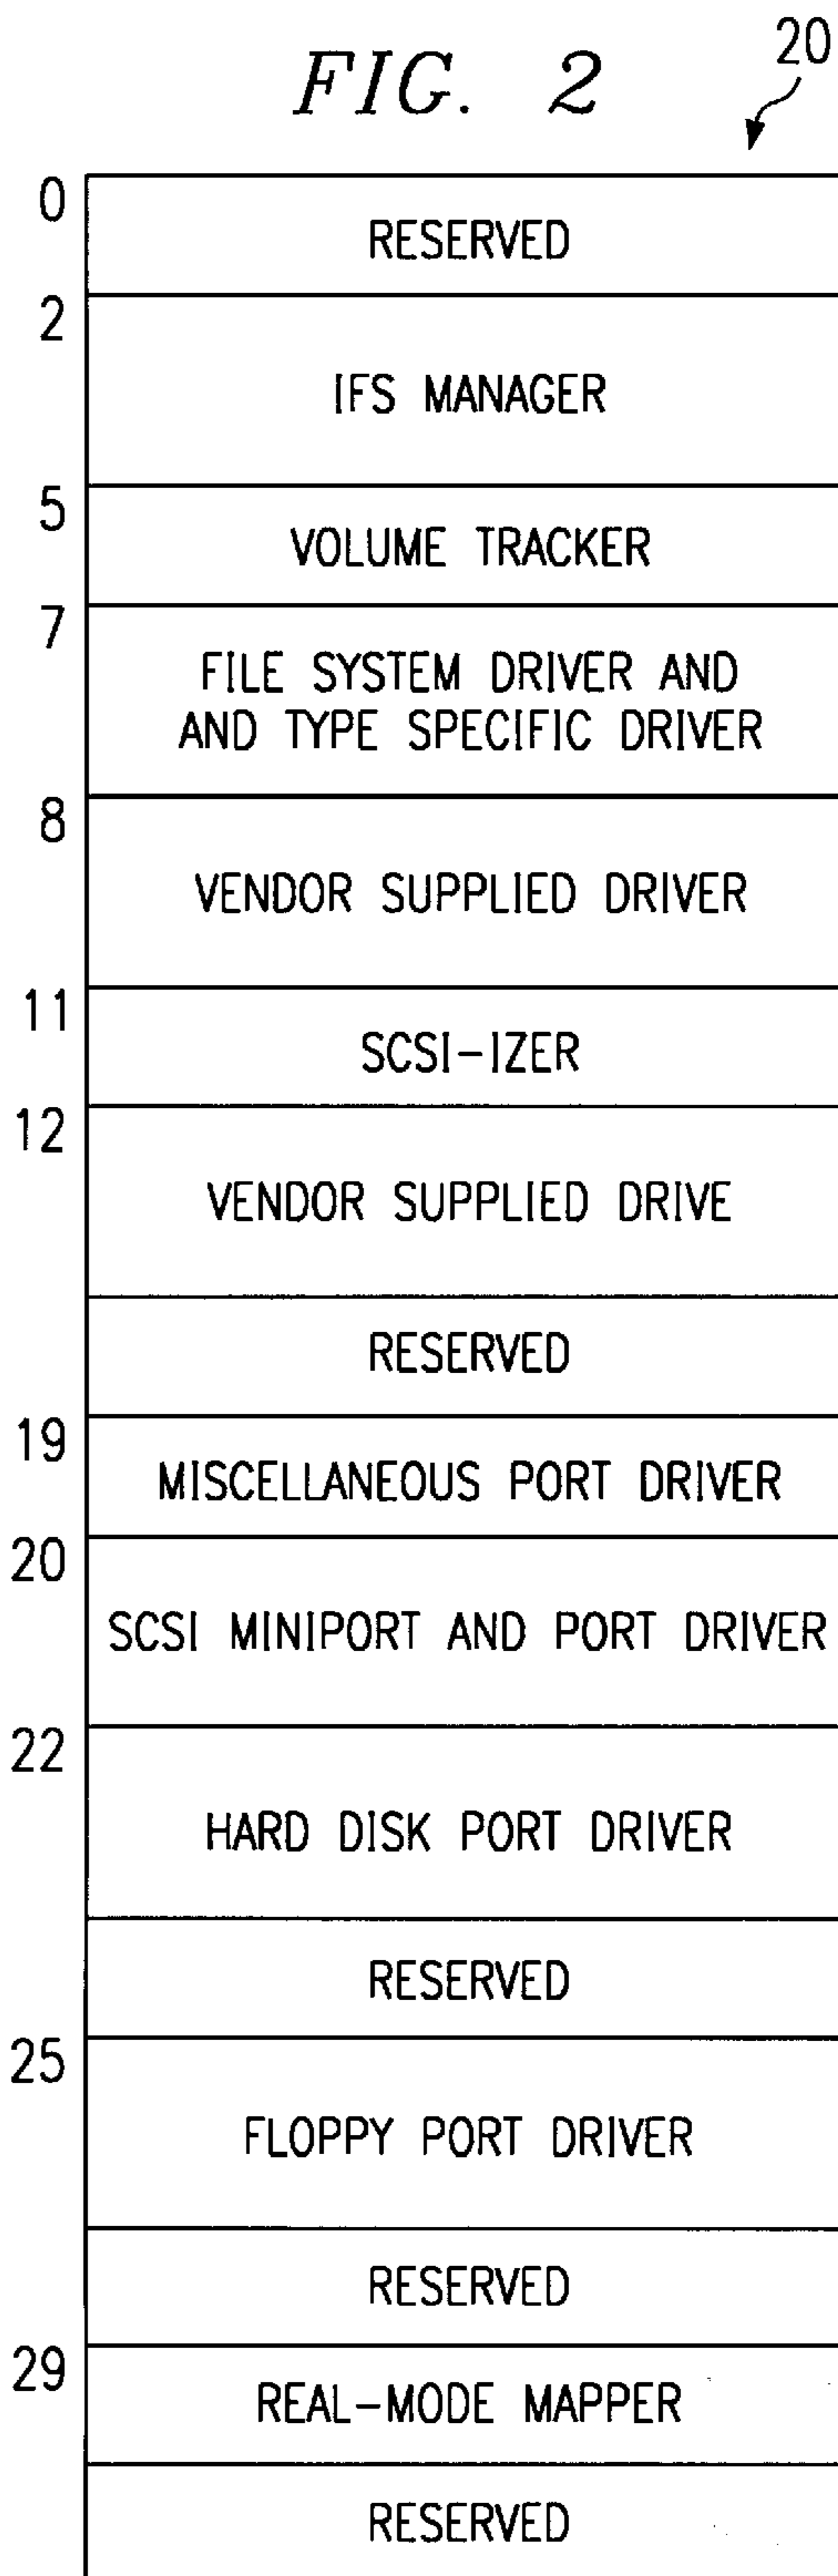 FIG. 2
20
0
RESERVED
2
IFS MANAGER
5
VOLUME TRACKER
7
FILE SYSTEM DRIVER AND
AND TYPE SPECIFIC DRIVER
8
VENDOR SUPPLIED DRIVER
11
SCSI-IZER
12
VENDOR SUPPLIED DRIVE
RESERVED
19
MISCELLANEOUS PORT DRIVER
20
SCSI MINIPORT AND PORT DRIVER
22
HARD DISK PORT DRIVER
RESERVED
25
FLOPPY PORT DRIVER
RESERVED
29
REAL-MODE MAPPER
RESERVED